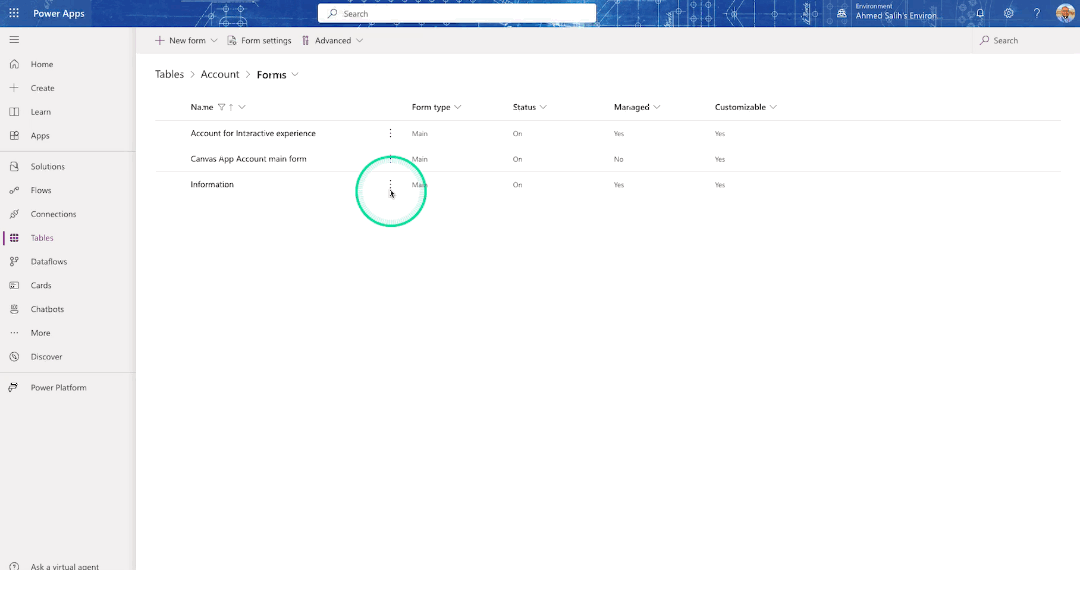 Power Apps
Search
Environment
Ahmed Salih's Environ
?
New form
Form settings
Advanced
Search
Tables > Account > Forms
Name
Form type
Status
Managed
Customizable
Account for Interactive experience
Main
On
Yes
Yes
Canvas App Account main form
Main
On
No
Yes
Information
Main
On
Yes
Yes
Home
Create
Learn
Apps
Solutions
Flows
Connections
Tables
Dataflows
Cards
Chatbots
More
Discover
Power Platform
Ask a virtual agent